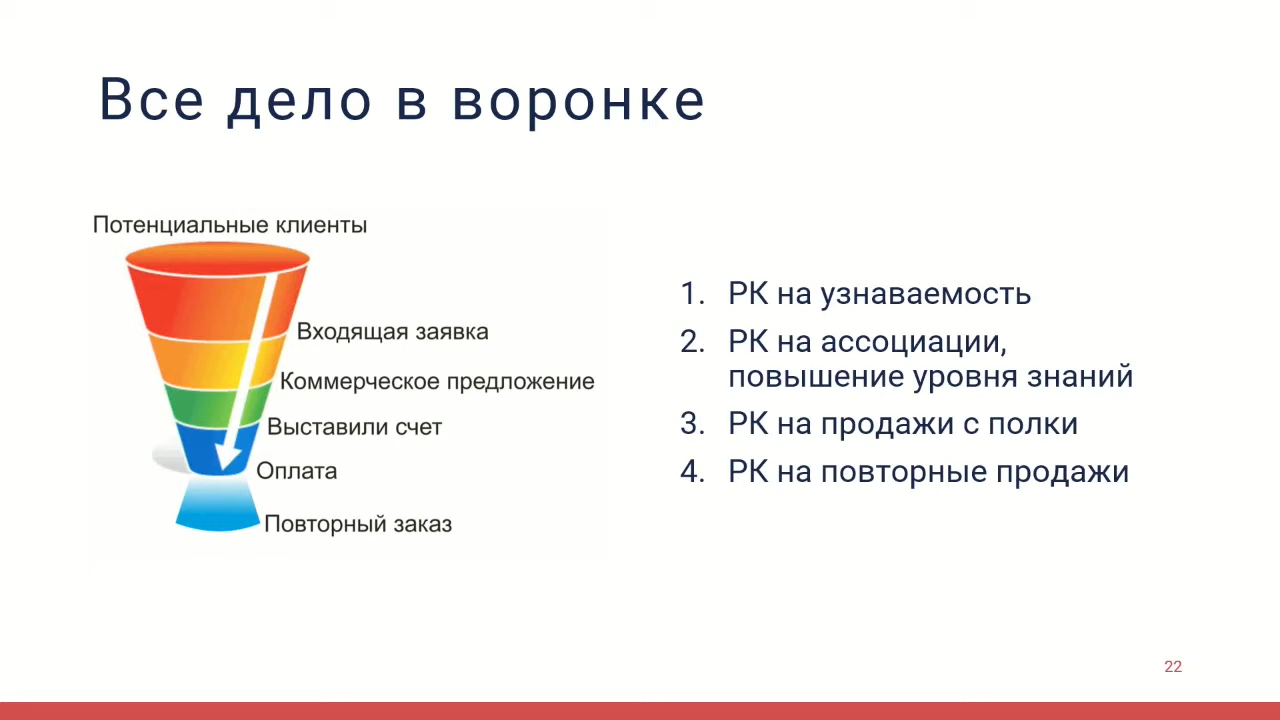 Все дело в воронке
Потенциальные клиенты
Входящая заявка
Коммерческое предложение
Выставили счет
Оплата
Повторный заказ
1. РК на узнаваемость
2. РК на ассоциации,
повышение уровня знаний
3. РК на продажи с полки
4. РК на повторные продажи
22